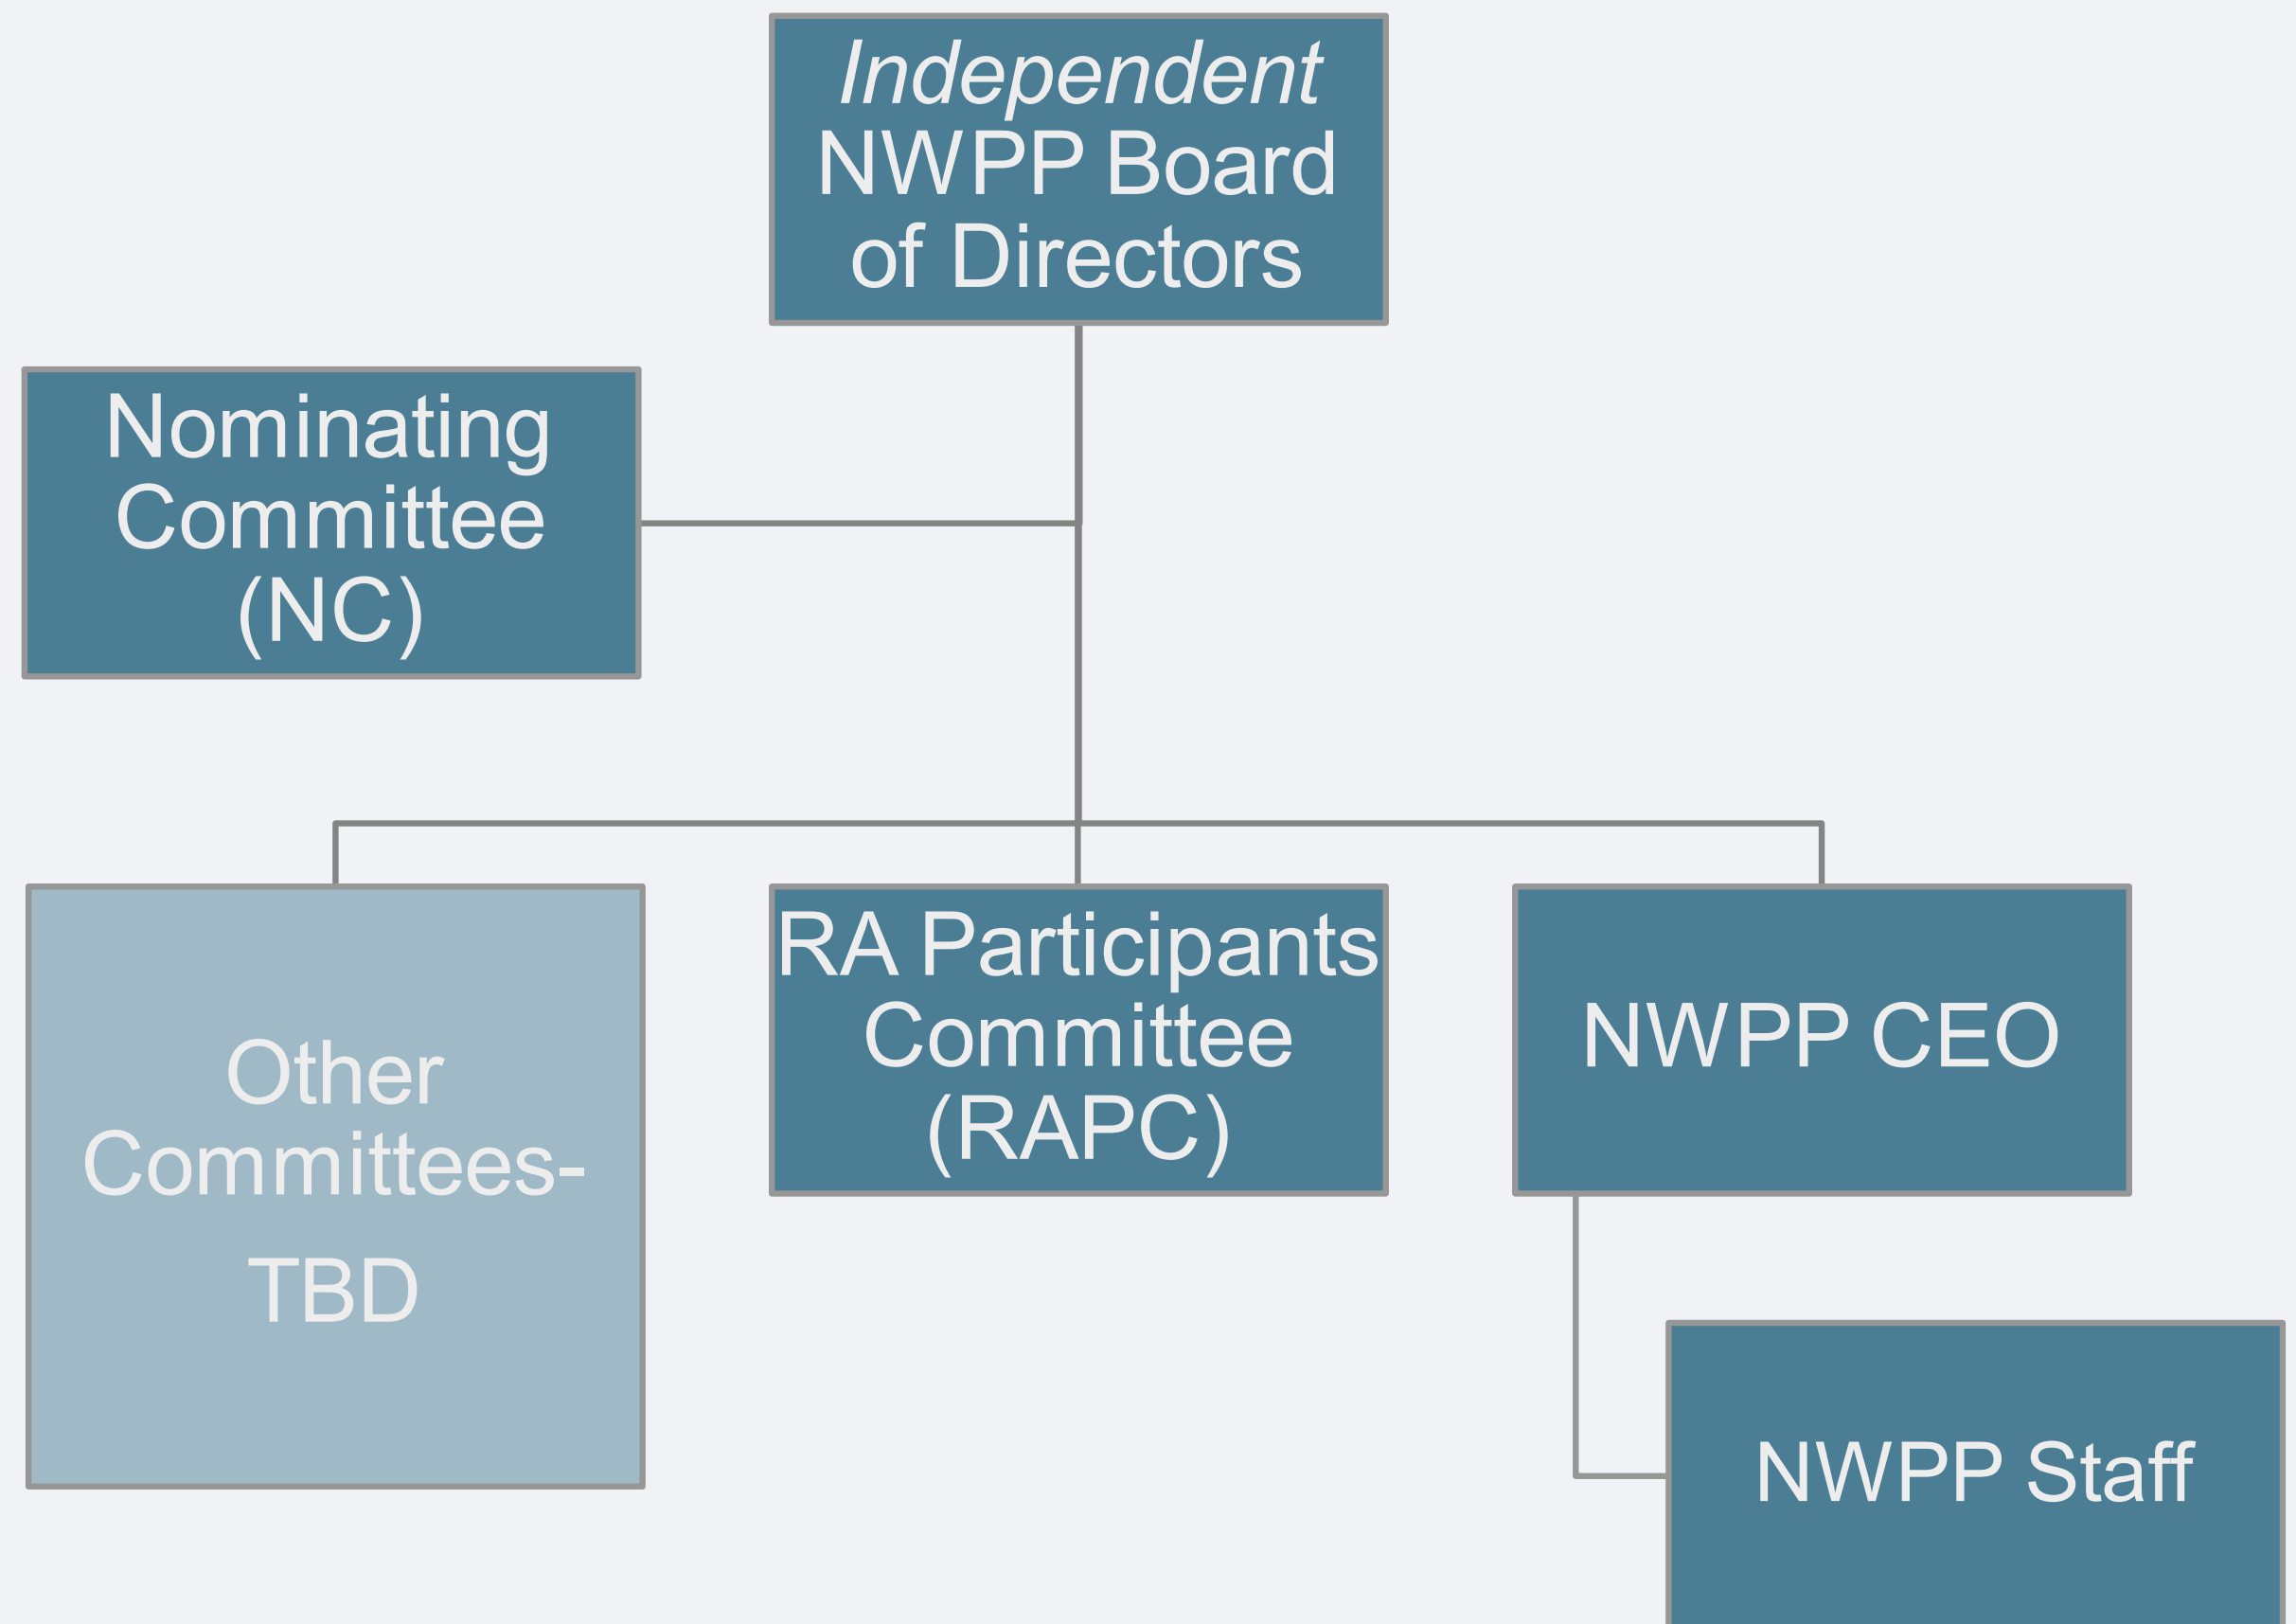 Independent
NWPP Board
of Directors
Nominating
Committee
(NC)
Other
Committees-
TBD
RA Participants
Committee
(RAPC)
NWPP CEO
NWPP Staff